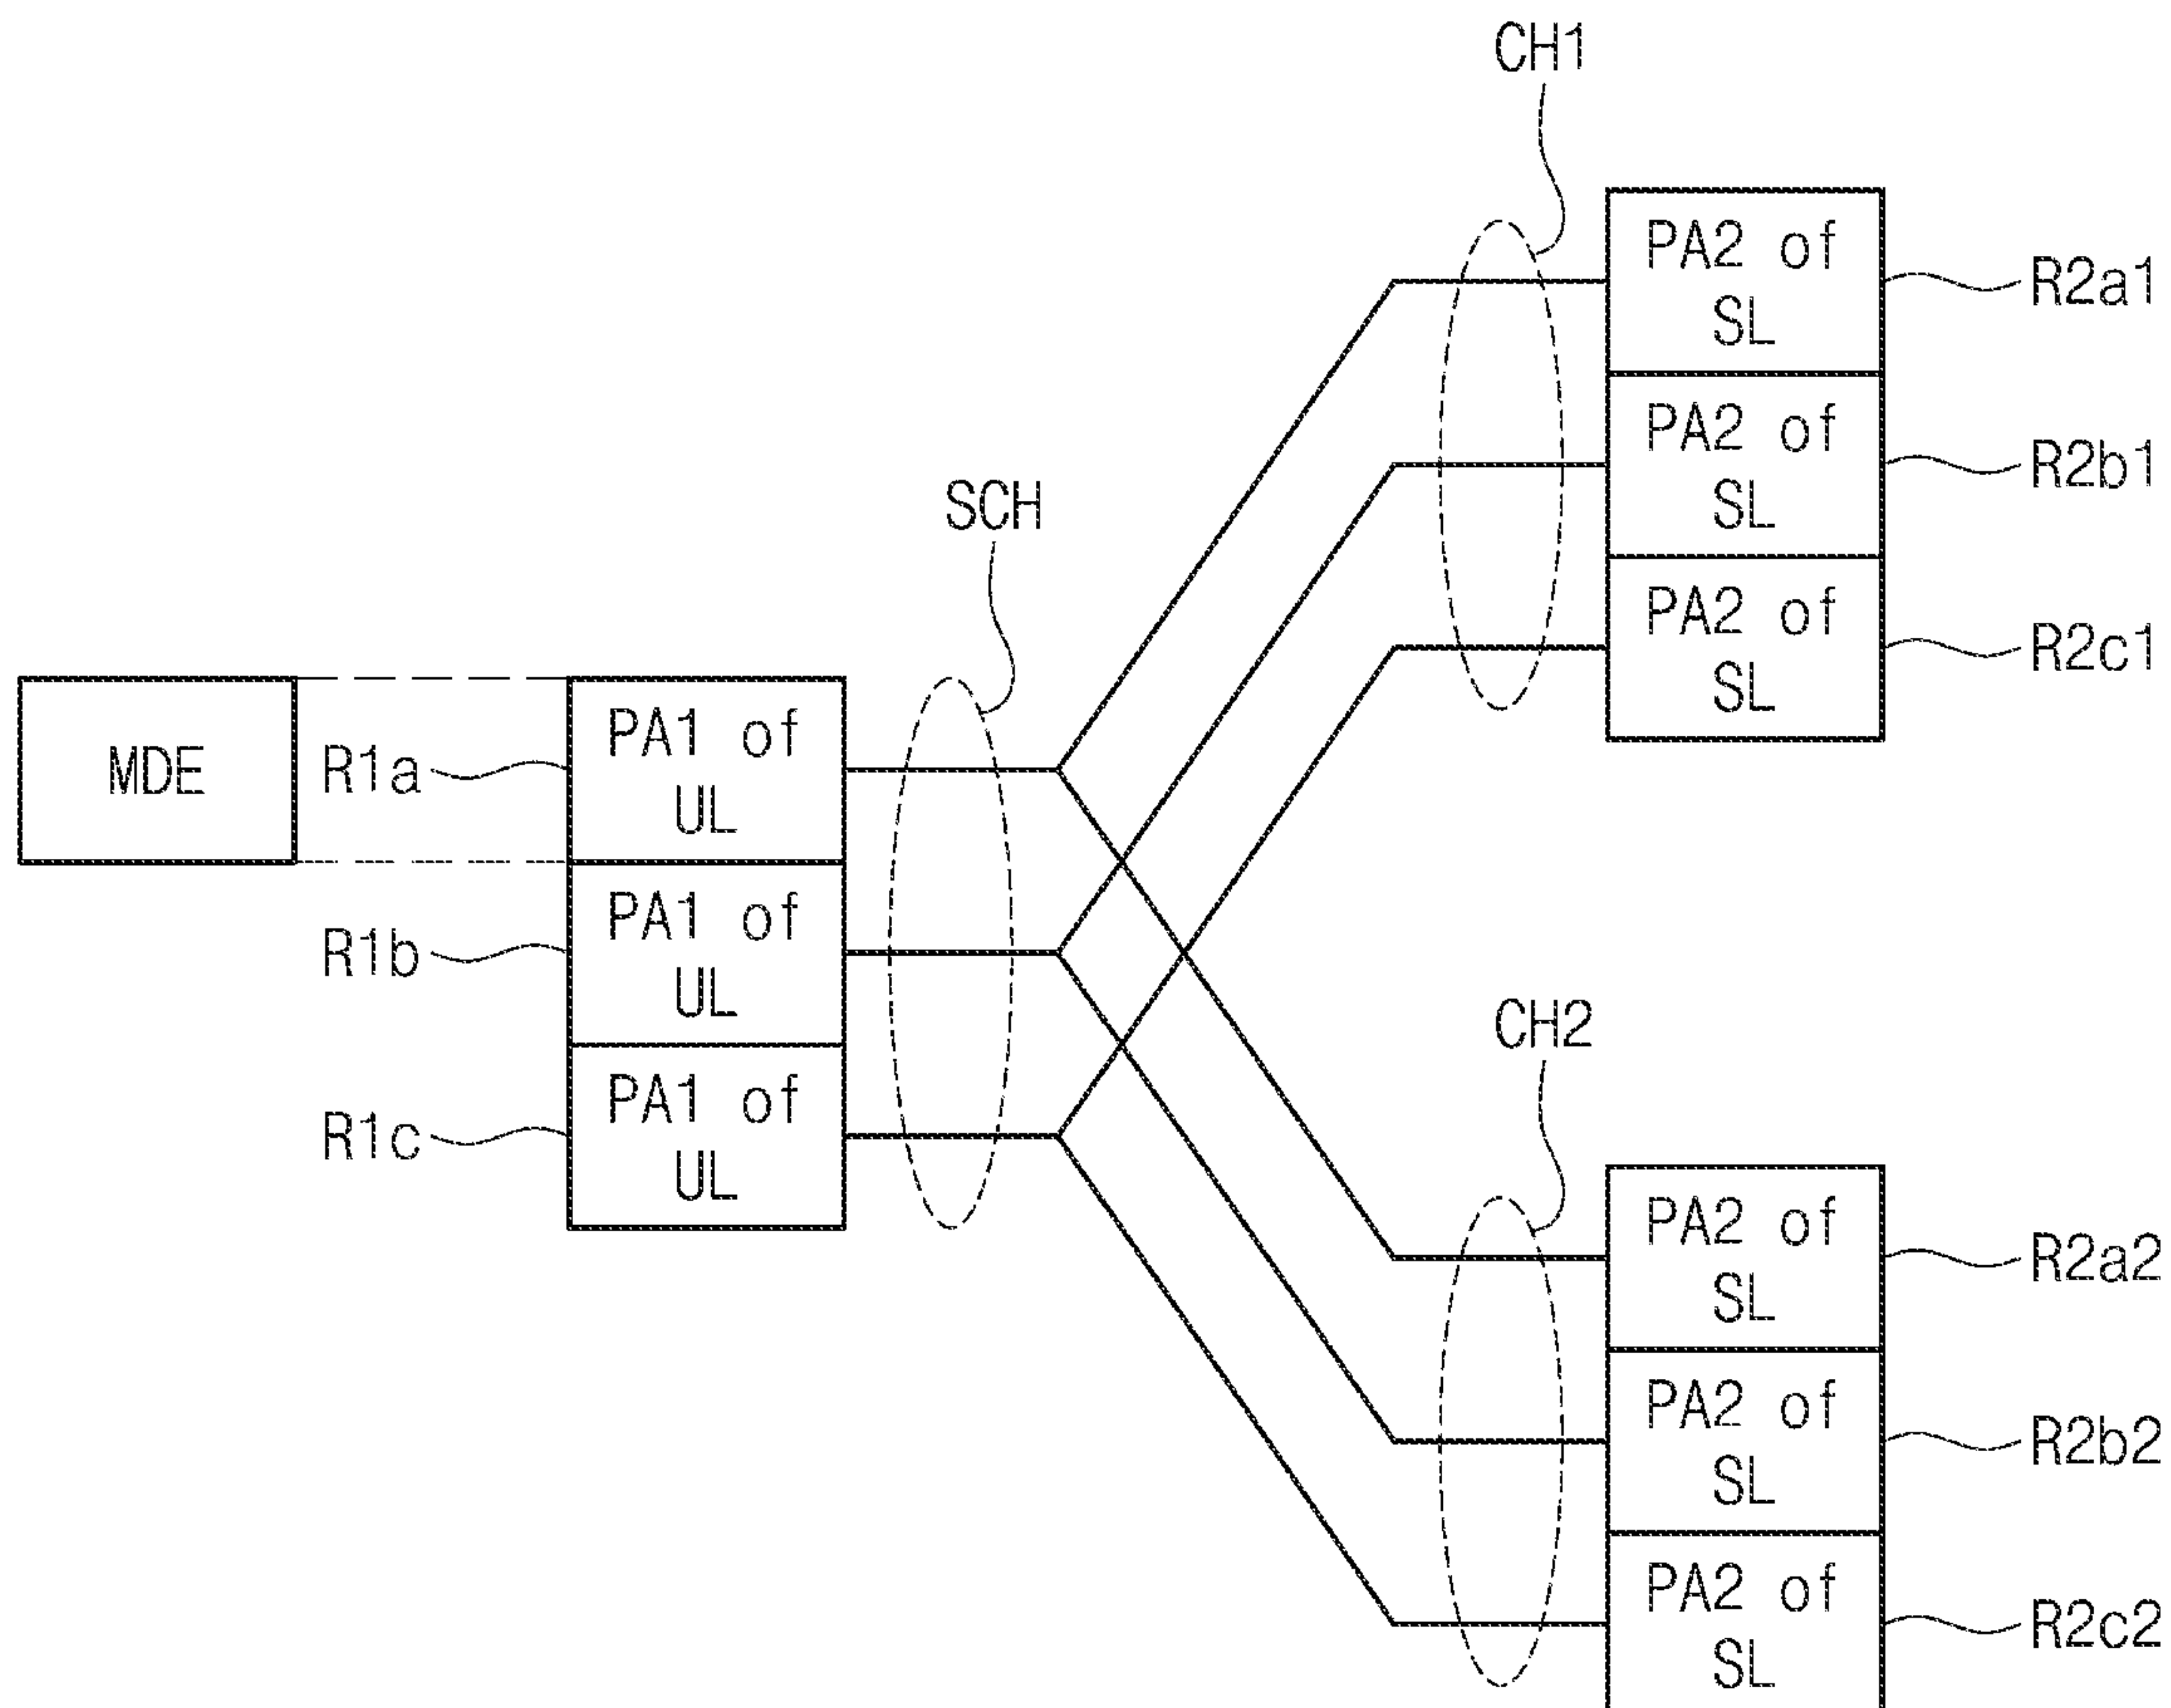 CH1
PA2 of
SL
R2a1
PA2 of
SL
R2b1
SCH
PA2 of
SL
R2c1
MDE
R1a
PA1 of
UL
R1b
PA1 of
UL
CH2
R1c
PA1 of
UL
PA2 of
SL
R2a2
PA2 of
SL
R2b2
PA2 of
SL
R2c2